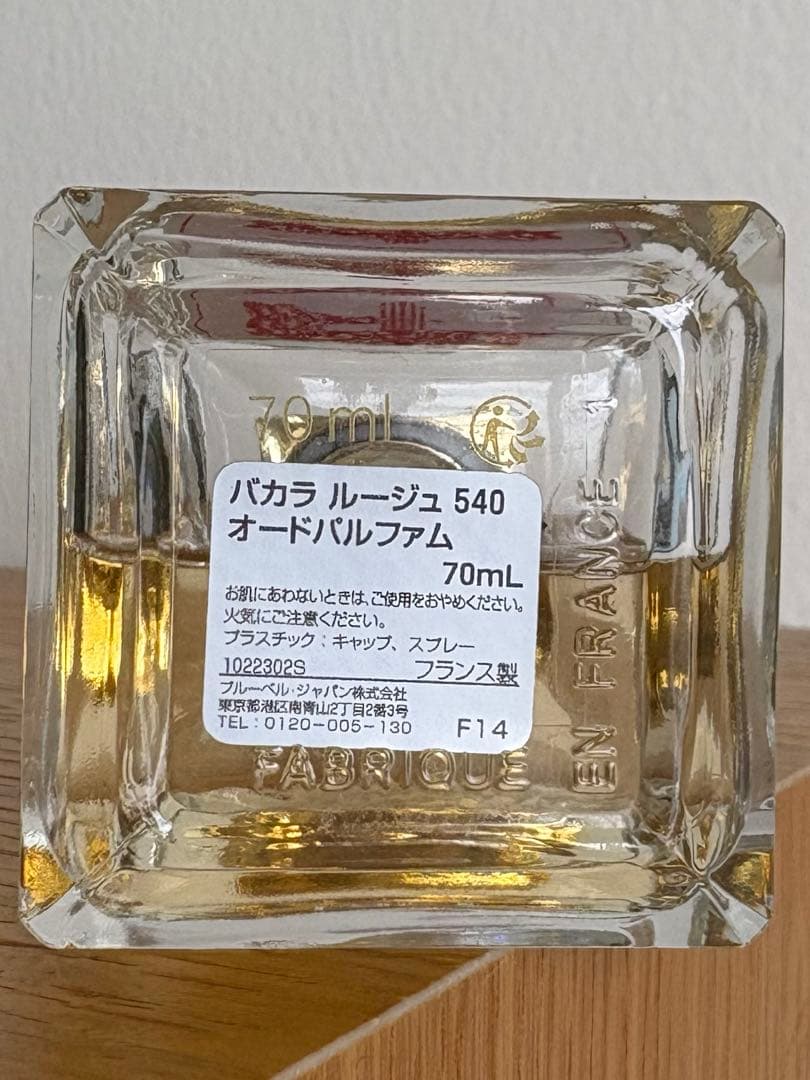 70 ml
バカラ ルージュ 540
オードパルファム
70mL
お肌にあわないときは、ご使用をおやめください。
火気にご注意ください。
プラスチック：キャップ、スプレー
1022302S フランス製
ブルーベル・ジャパン株式会社
東京都港区南青山2丁目2番3号
TEL：0120-005-130 F14
FABRIQUE
EN FRANCE 1